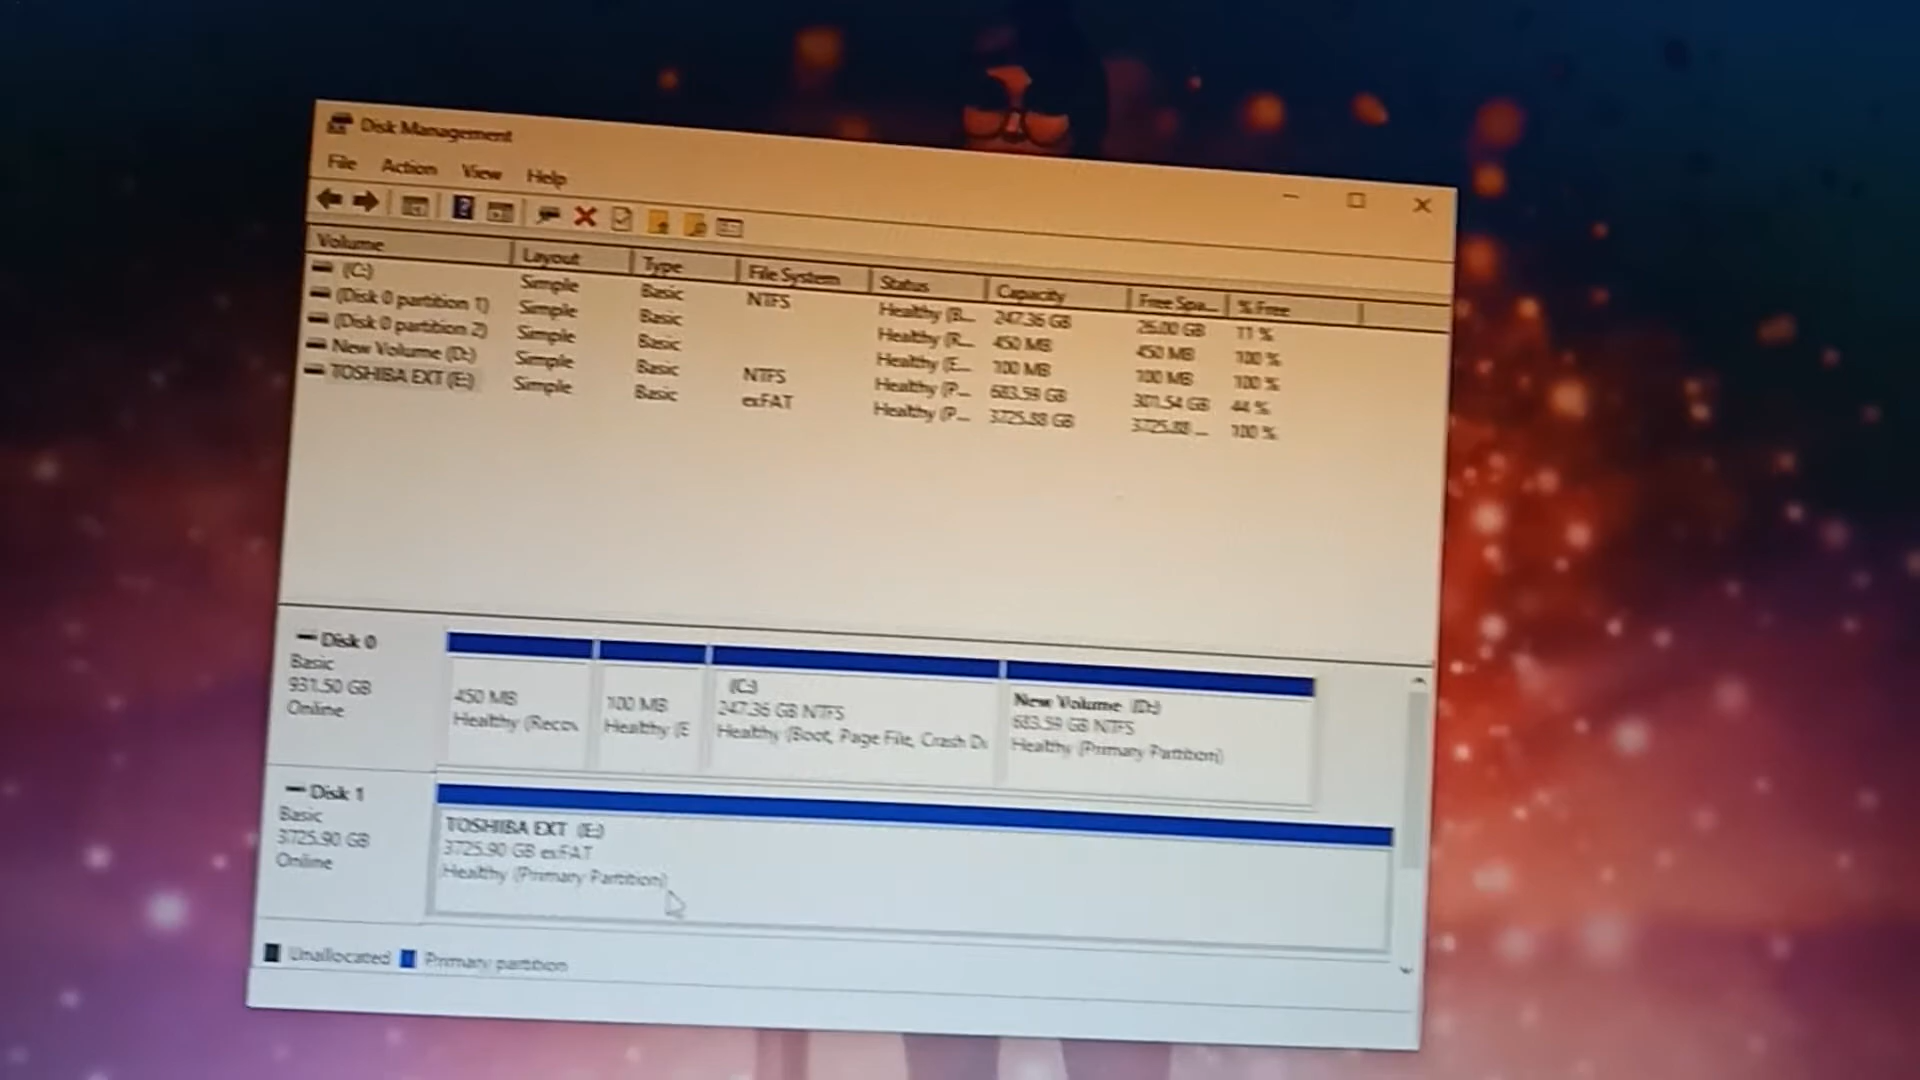 Disk Management
File Action View Help
Volume Layout Type File System Status Capacity Free Spa... % Free
(C:) Simple Basic NTFS Healthy (B... 247.36 GB 26.00 GB 11 %
(Disk 0 partition 1) Simple Basic Healthy (R... 450 MB 450 MB 100 %
(Disk 0 partition 2) Simple Basic Healthy (E... 100 MB 100 MB 100 %
New Volume (D:) Simple Basic NTFS Healthy (P... 683.59 GB 301.54 GB 44 %
TOSHIBA EXT (E:) Simple Basic exFAT Healthy (P... 3725.88 GB 3725.88 ... 100 %
Disk 0
Basic
931.50 GB
Online
450 MB
Healthy (Recov
100 MB
Healthy (E
(C:)
247.36 GB NTFS
Healthy (Boot, Page File, Crash Du
New Volume (D:)
683.59 GB NTFS
Healthy (Primary Partition)
Disk 1
Basic
3725.90 GB
Online
TOSHIBA EXT (E:)
3725.90 GB exFAT
Healthy (Primary Partition)
Unallocated Primary partition